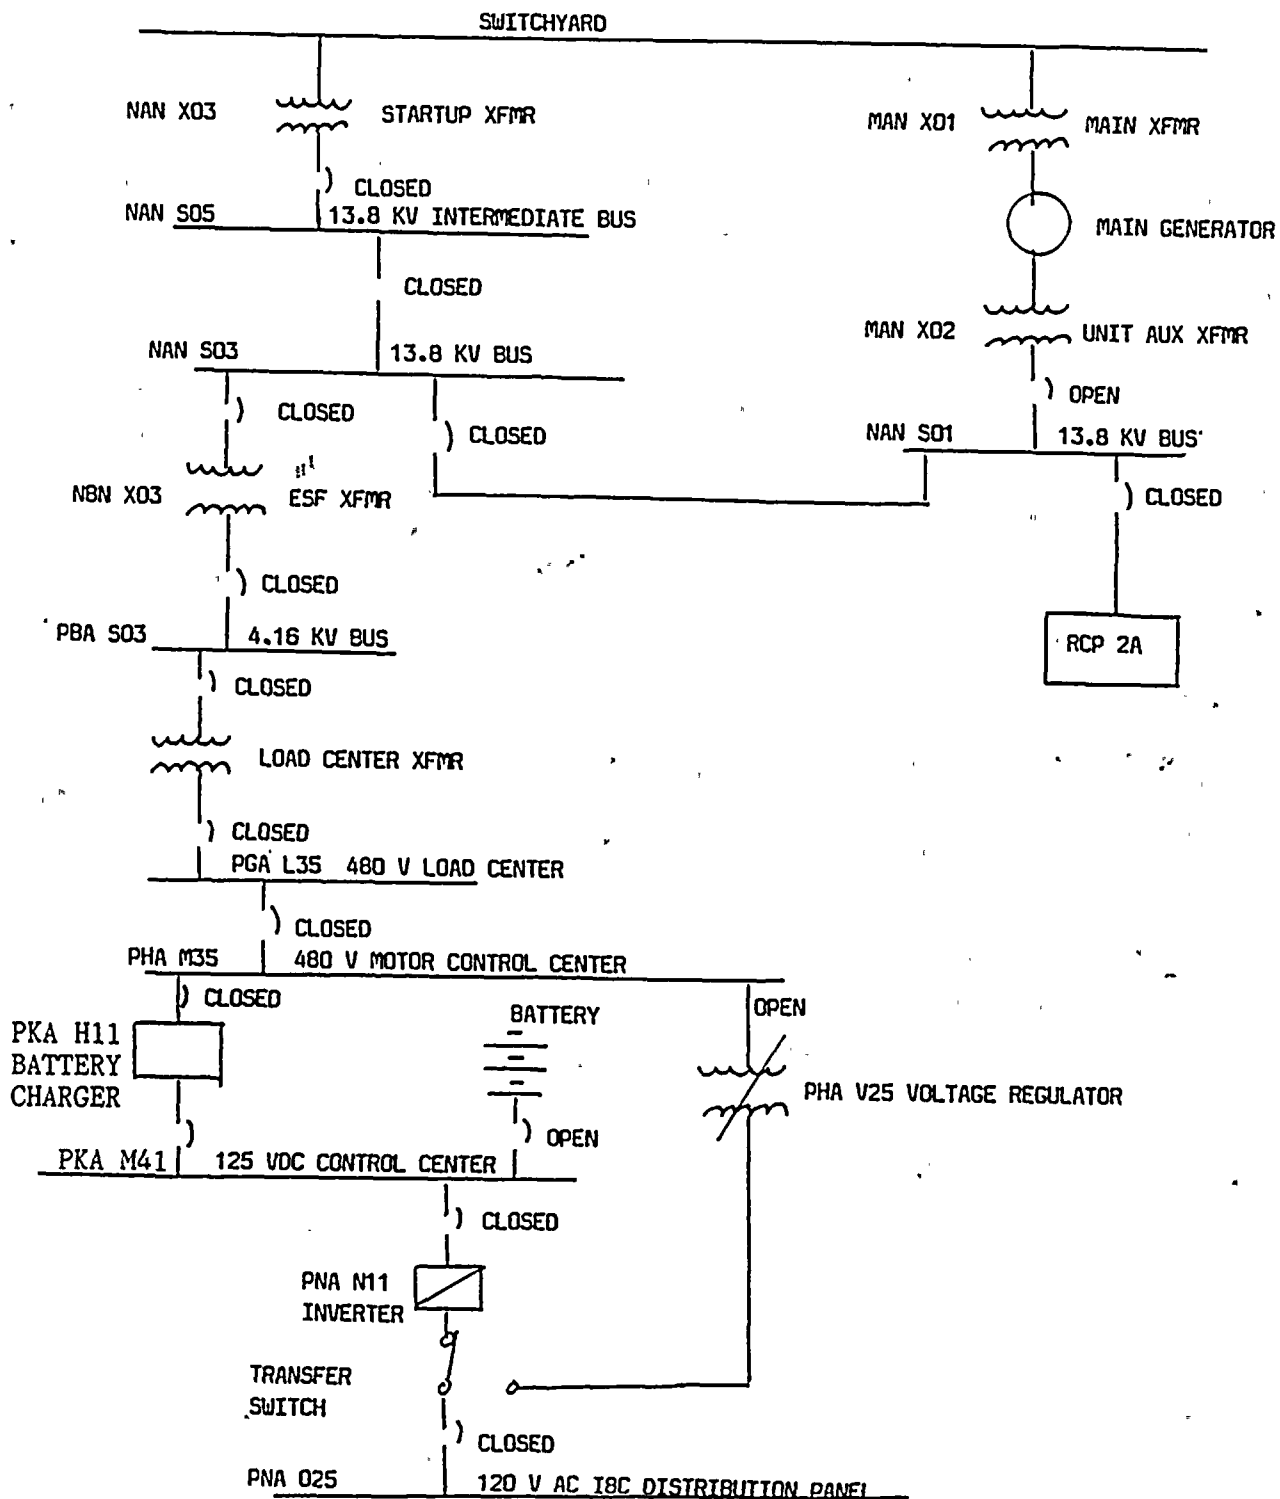 SWITCHYARD
NAN X03
STARTUP XFMR
MAN X01
MAIN XFMR
CLOSED
NAN S05
13.8 KV INTERMEDIATE BUS
MAIN GENERATOR
CLOSED
MAN X02
UNIT AUX XFMR
NAN S03
13.8 KV BUS
OPEN
CLOSED
CLOSED
NAN S01
13.8 KV BUS
NBN X03
ESF XFMR
CLOSED
CLOSED
PBA S03
4.16 KV BUS
RCP 2A
CLOSED
LOAD CENTER XFMR
CLOSED
PGA L35 480 V LOAD CENTER
CLOSED
PHA M35
480 V MOTOR CONTROL CENTER
CLOSED
BATTERY
OPEN
PKA H11
BATTERY
CHARGER
PHA V25 VOLTAGE REGULATOR
OPEN
PKA M41
125 VDC CONTROL CENTER
CLOSED
PNA N11
INVERTER
TRANSFER
SWITCH
CLOSED
PNA D25
120 V AC I&C DISTRIBUTION PANEL